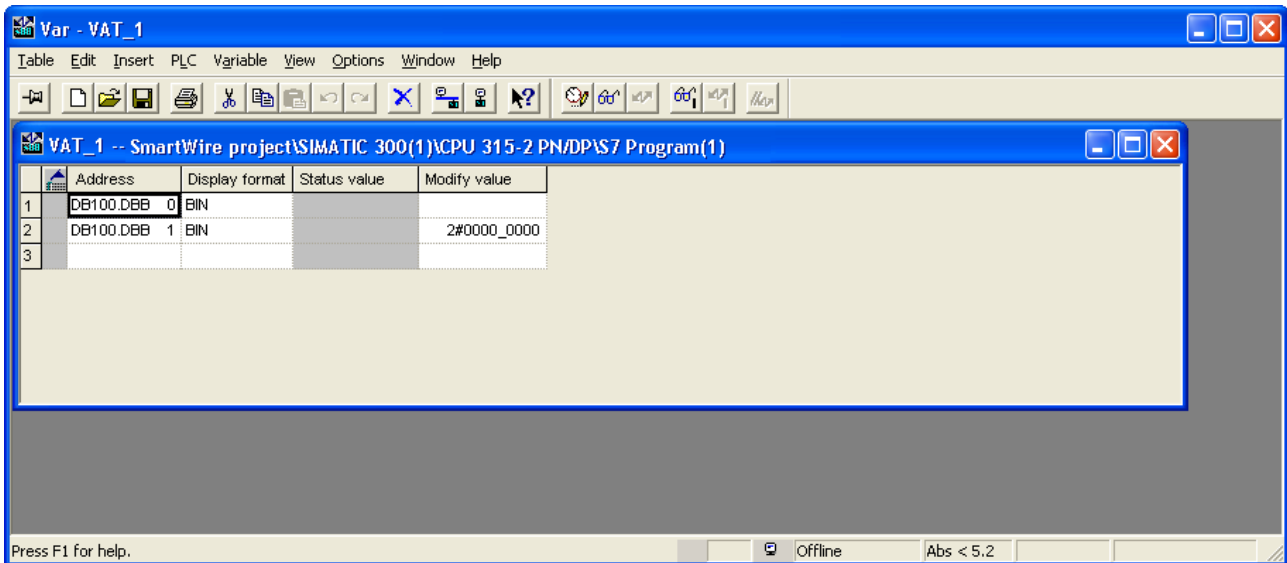 Var - VAT_1
Table Edit Insert PLC Variable View Options Window Help
VAT_1 -- SmartWire project\SIMATIC 300(1)\CPU 315-2 PN/DP\S7 Program(1)
Address Display format Status value Modify value
1 DB100.DBB 0 BIN
2 DB100.DBB 1 BIN 2#0000_0000
3
Press F1 for help. Offline Abs < 5.2